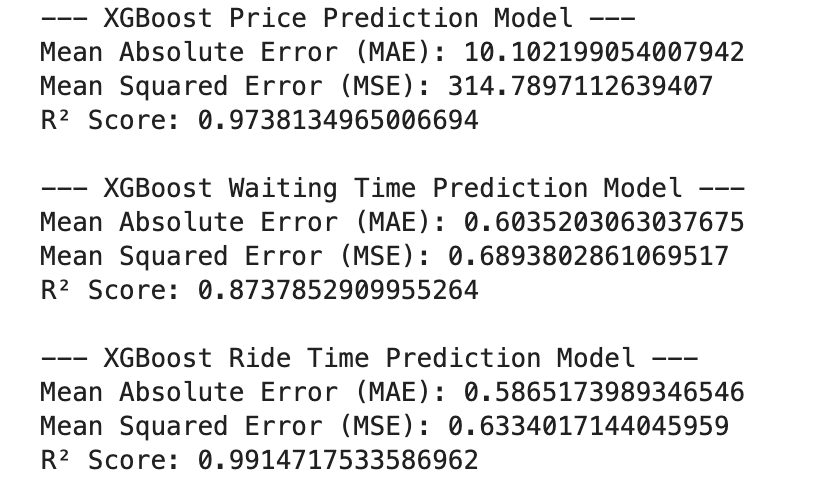 --- XGBoost Price Prediction Model ---
Mean Absolute Error (MAE): 10.102199054007942
Mean Squared Error (MSE): 314.7897112639407
R² Score: 0.9738134965006694
--- XGBoost Waiting Time Prediction Model ---
Mean Absolute Error (MAE): 0.6035203063037675
Mean Squared Error (MSE): 0.6893802861069517
R² Score: 0.8737852909955264
--- XGBoost Ride Time Prediction Model ---
Mean Absolute Error (MAE): 0.5865173989346546
Mean Squared Error (MSE): 0.6334017144045959
R² Score: 0.9914717533586962